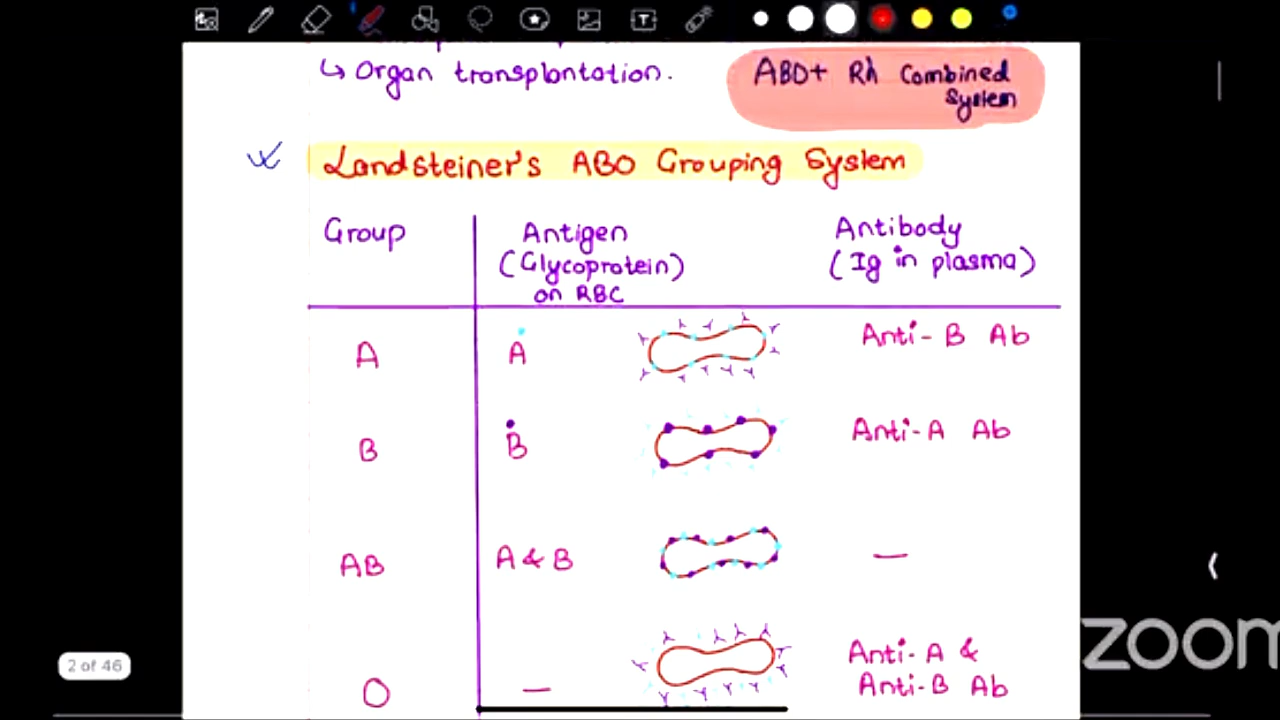 ↳ Organ transplantation.
ABO+ Rh Combined
System
Landsteiner's ABO Grouping System
Group Antigen Antibody
(Glycoprotein) (Ig in plasma)
on RBC
A A Anti-B Ab
B B Anti-A Ab
AB A & B —
O — Anti-A &
Anti-B Ab
2 of 46
zoom